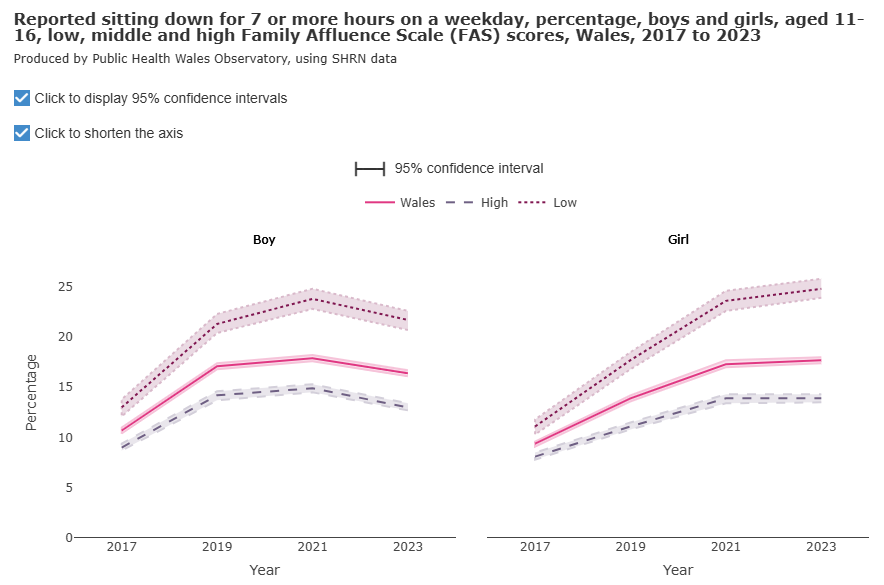 Reported sitting down for 7 or more hours on a weekday, percentage, boys and girls, aged 11-
16, low, middle and high Family Affluence Scale (FAS) scores, Wales, 2017 to 2023
Produced by Public Health Wales Observatory, using SHRN data
Click to display 95% confidence intervals
Click to shorten the axis
95% confidence interval
Wales High Low
Boy Girl
25
20
15
10
5
0
Percentage
2017 2019 2021 2023 2017 2019 2021 2023
Year Year